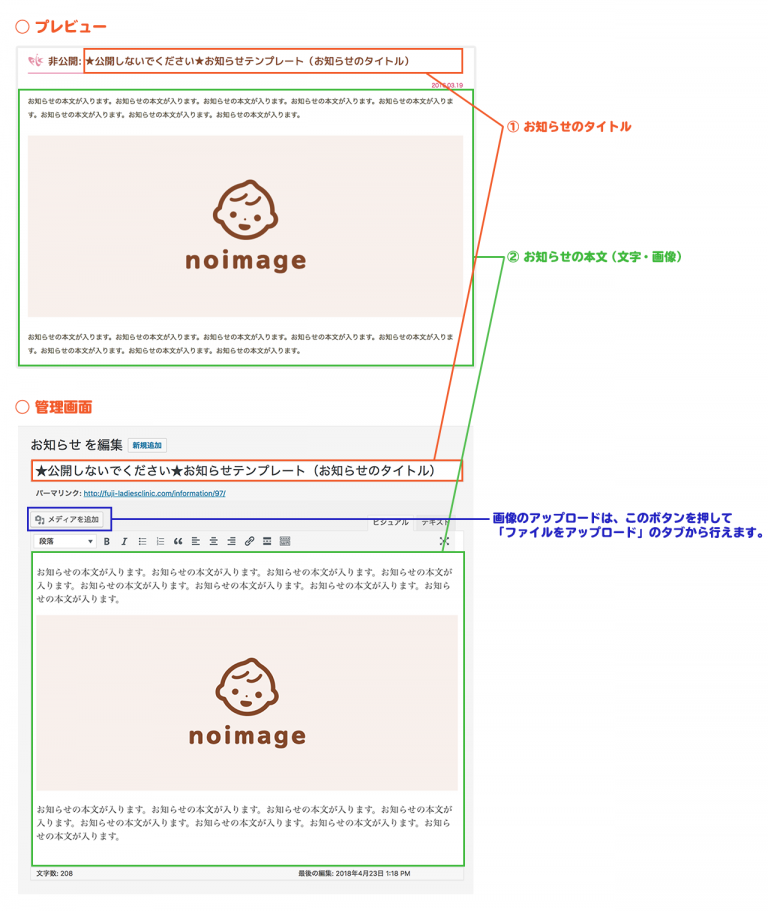 ○ プレビュー
非公開: ★公開しないでください★お知らせテンプレート（お知らせのタイトル）
2018.03.19
お知らせの本文が入ります。お知らせの本文が入ります。お知らせの本文が入ります。お知らせの本文が入ります。お知らせの本文が入りま
す。お知らせの本文が入ります。お知らせの本文が入ります。お知らせの本文が入ります。
① お知らせのタイトル
noimage
② お知らせの本文（文字・画像）
お知らせの本文が入ります。お知らせの本文が入ります。お知らせの本文が入ります。お知らせの本文が入ります。お知らせの本文が入りま
す。お知らせの本文が入ります。お知らせの本文が入ります。お知らせの本文が入ります。
○ 管理画面
お知らせ を編集 新規追加
★公開しないでください★お知らせテンプレート（お知らせのタイトル）
パーマリンク: http://fuji-ladiesclinic.com/information/97/
メディアを追加
ビジュアル テキスト
画像のアップロードは、このボタンを押して
「ファイルをアップロード」のタブから行えます。
段落 B I
お知らせの本文が入ります。お知らせの本文が入ります。お知らせの本文が入ります。お知らせの本文が
入ります。お知らせの本文が入ります。お知らせの本文が入ります。お知らせの本文が入ります。お知ら
せの本文が入ります。
noimage
お知らせの本文が入ります。お知らせの本文が入ります。お知らせの本文が入ります。お知らせの本文が
入ります。お知らせの本文が入ります。お知らせの本文が入ります。お知らせの本文が入ります。お知ら
せの本文が入ります。
文字数: 208
最後の編集: 2018年4月23日 1:18 PM